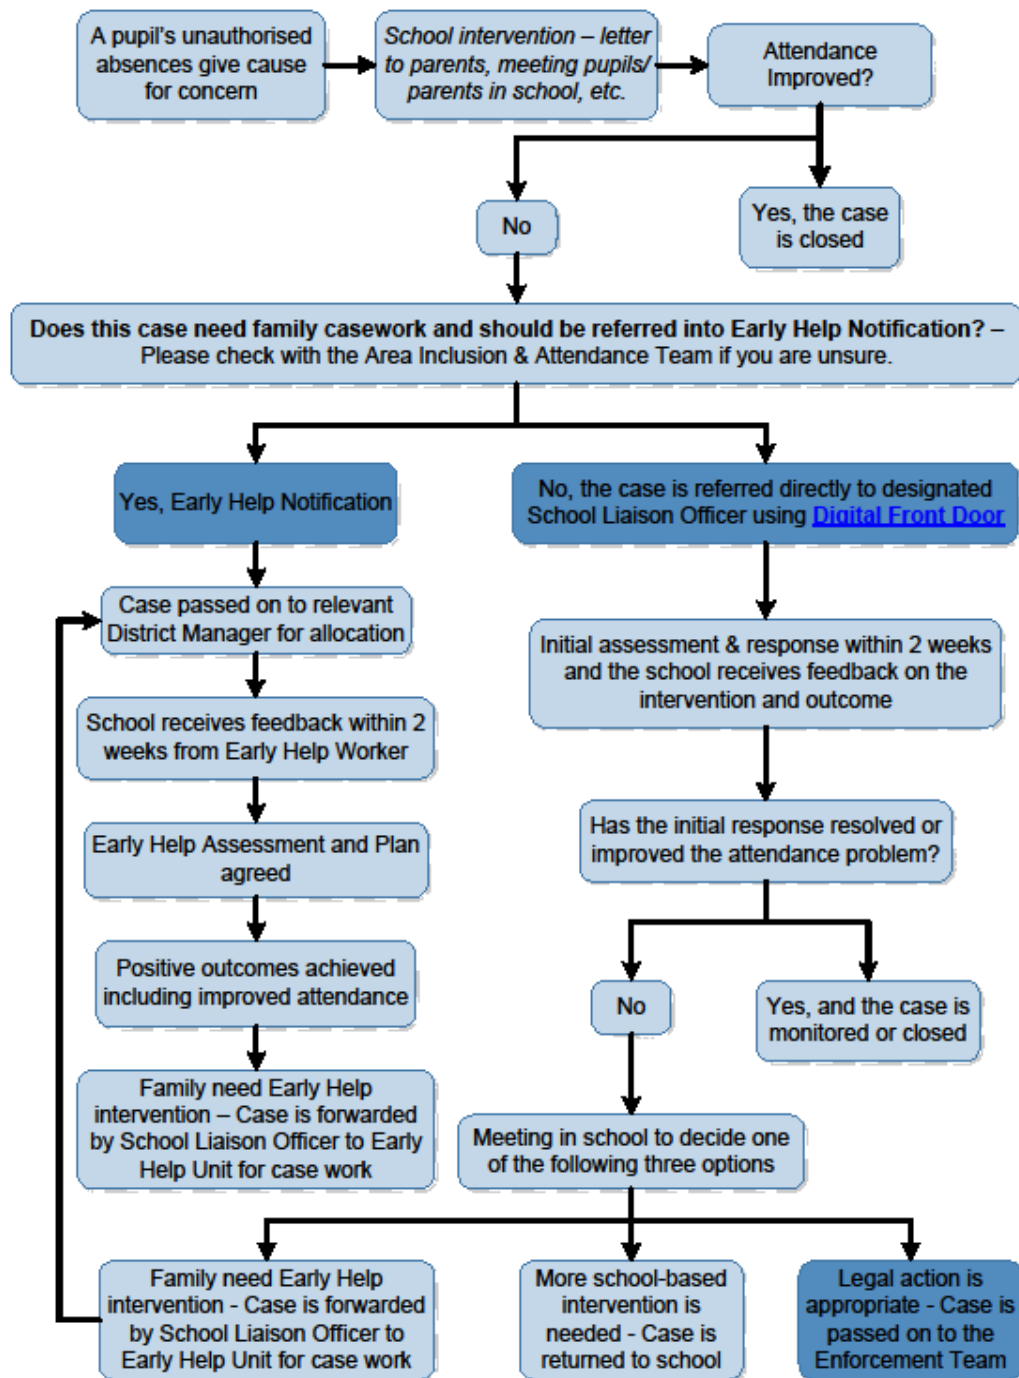 A pupil's unauthorised
absences give cause
for concern
School intervention – letter
to parents, meeting pupils/
parents in school, etc.
Attendance
Improved?
No
Yes, the case
is closed
Does this case need family casework and should be referred into Early Help Notification? –
Please check with the Area Inclusion & Attendance Team if you are unsure.
Yes, Early Help Notification
No, the case is referred directly to designated
School Liaison Officer using Digital Front Door
Case passed on to relevant
District Manager for allocation
Initial assessment & response within 2 weeks
and the school receives feedback on the
intervention and outcome
School receives feedback within 2
weeks from Early Help Worker
Early Help Assessment and Plan
agreed
Has the initial response resolved or
improved the attendance problem?
Positive outcomes achieved
including improved attendance
No
Yes, and the case is
monitored or closed
Family need Early Help
intervention – Case is forwarded
by School Liaison Officer to Early
Help Unit for case work
Meeting in school to decide one
of the following three options
Family need Early Help
intervention - Case is forwarded
by School Liaison Officer to
Early Help Unit for case work
More school-based
intervention is
needed - Case is
returned to school
Legal action is
appropriate - Case is
passed on to the
Enforcement Team